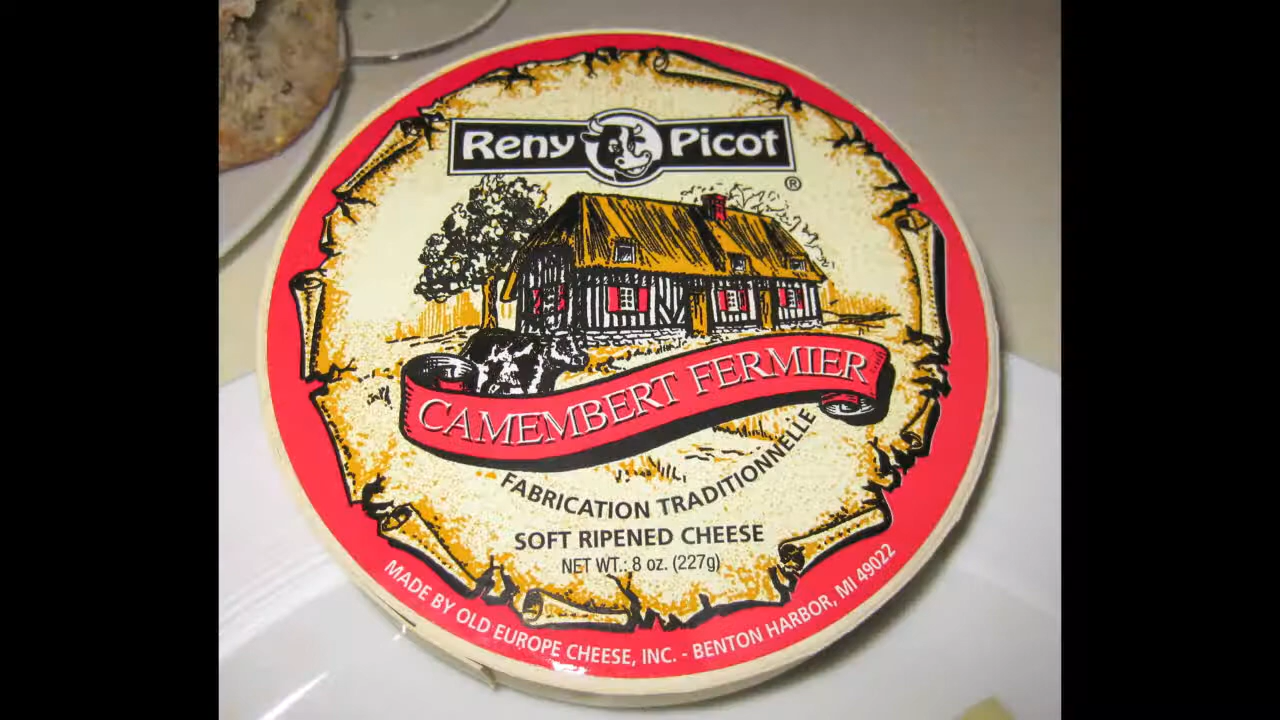 Reny Picot
®
CAMEMBERT FERMIER
FABRICATION TRADITIONNELLE
SOFT RIPENED CHEESE
NET WT.: 8 oz. (227g)
MADE BY OLD EUROPE CHEESE, INC. - BENTON HARBOR, MI 49022